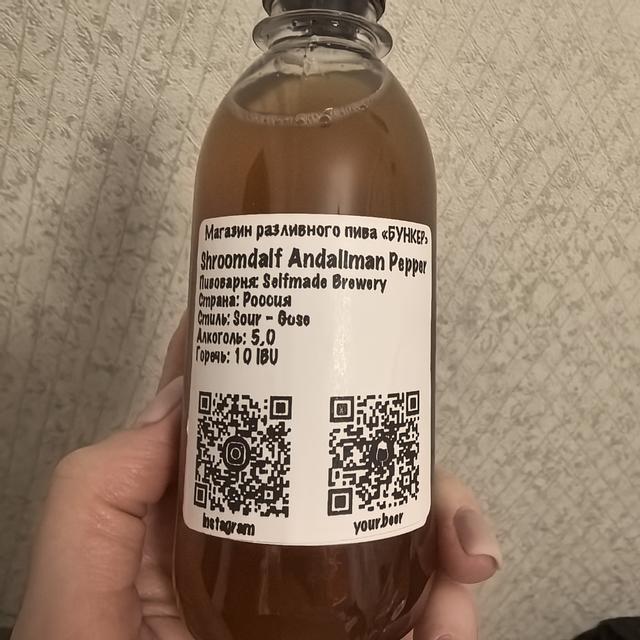 Магазин разливного пива «БУНКЕР»
Shroomdalf Andaliman Pepper
Пивоварня: Selfmade Brewery
Страна: Россия
Стиль: Sour - Gose
Алкоголь: 5,0
Горечь: 10 IBU
instagram
your.beer